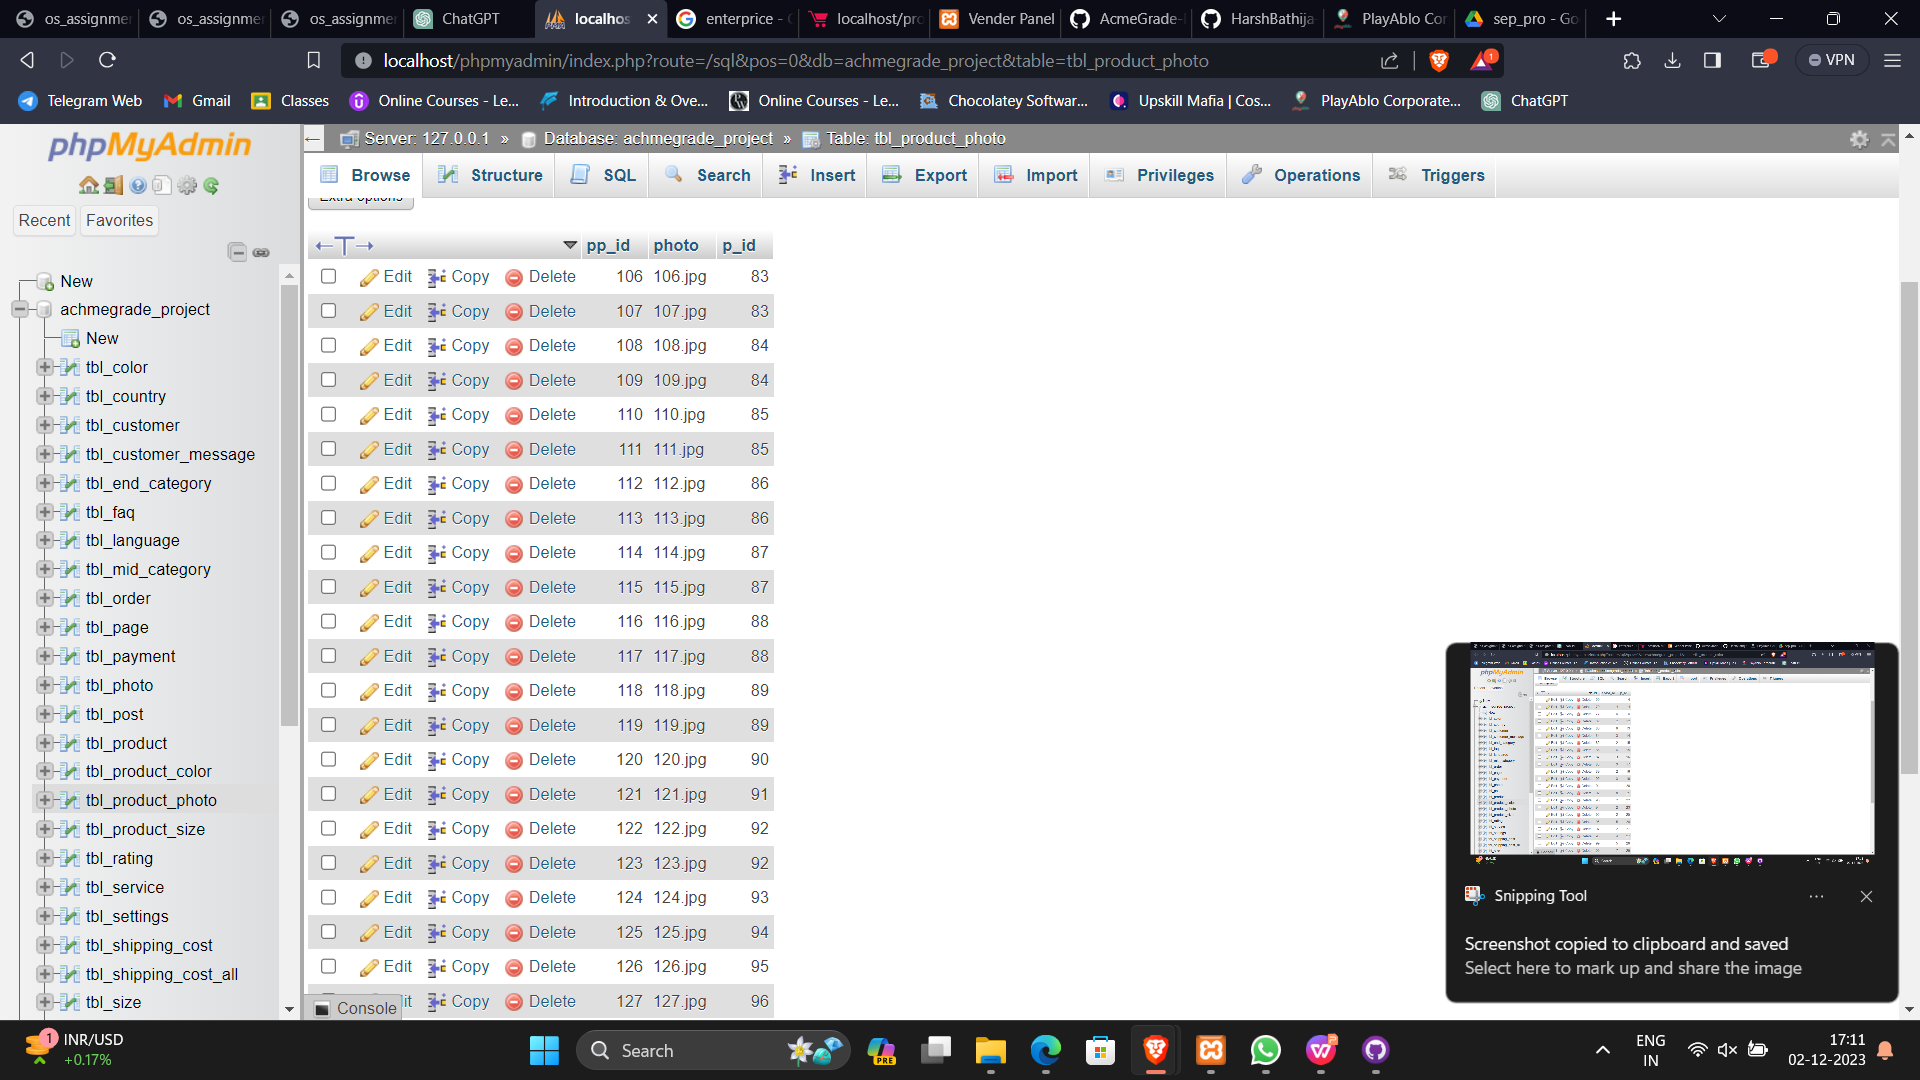 os_assignmer
os_assignmer
os_assignmer
ChatGPT
localhos
enterprice - G
localhost/pro
Vender Panel
AcmeGrade-
HarshBathija
PlayAblo Cor
sep_pro - Go
localhost/phpmyadmin/index.php?route=/sql&pos=0&db=achmegrade_project&table=tbl_product_photo
1
VPN
Telegram Web
Gmail
Classes
Online Courses - Le...
Introduction & Ove...
Online Courses - Le...
Chocolatey Softwar...
Upskill Mafia | Cos...
PlayAblo Corporate...
ChatGPT
phpMyAdmin
Recent
Favorites
New
achmegrade_project
New
tbl_color
tbl_country
tbl_customer
tbl_customer_message
tbl_end_category
tbl_faq
tbl_language
tbl_mid_category
tbl_order
tbl_page
tbl_payment
tbl_photo
tbl_post
tbl_product
tbl_product_color
tbl_product_photo
tbl_product_size
tbl_rating
tbl_service
tbl_settings
tbl_shipping_cost
tbl_shipping_cost_all
tbl_size
Server: 127.0.0.1 » Database: achmegrade_project » Table: tbl_product_photo
Browse
Structure
SQL
Search
Insert
Export
Import
Privileges
Operations
Triggers
Extra options
pp_id photo p_id
Edit Copy Delete 106 106.jpg 83
Edit Copy Delete 107 107.jpg 83
Edit Copy Delete 108 108.jpg 84
Edit Copy Delete 109 109.jpg 84
Edit Copy Delete 110 110.jpg 85
Edit Copy Delete 111 111.jpg 85
Edit Copy Delete 112 112.jpg 86
Edit Copy Delete 113 113.jpg 86
Edit Copy Delete 114 114.jpg 87
Edit Copy Delete 115 115.jpg 87
Edit Copy Delete 116 116.jpg 88
Edit Copy Delete 117 117.jpg 88
Edit Copy Delete 118 118.jpg 89
Edit Copy Delete 119 119.jpg 89
Edit Copy Delete 120 120.jpg 90
Edit Copy Delete 121 121.jpg 91
Edit Copy Delete 122 122.jpg 92
Edit Copy Delete 123 123.jpg 92
Edit Copy Delete 124 124.jpg 93
Edit Copy Delete 125 125.jpg 94
Edit Copy Delete 126 126.jpg 95
it Copy Delete 127 127.jpg 96
Console
Snipping Tool
Screenshot copied to clipboard and saved
Select here to mark up and share the image
1
INR/USD
+0.17%
Search
PRE
ENG
IN
17:11
02-12-2023